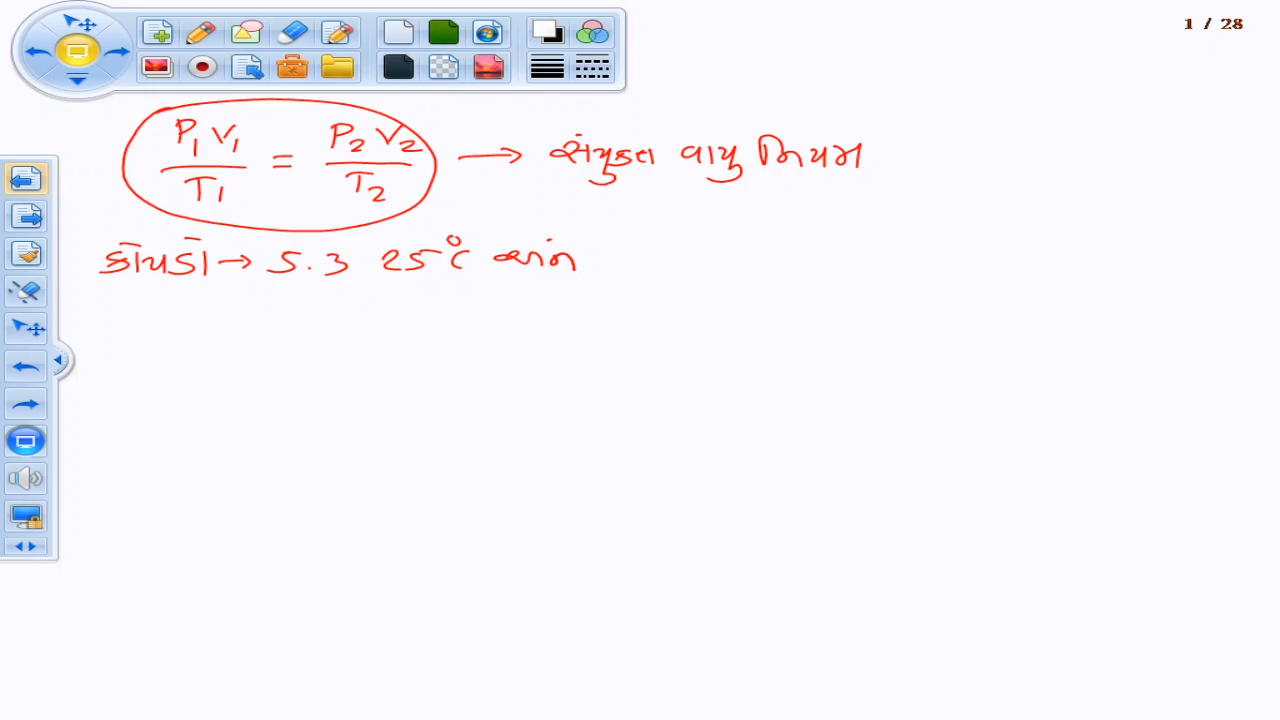 1 / 28
P₁V₁/T₁ = P₂V₂/T₂ → સંયુક્ત વાયુ નિયમ
કોયડો → 5.3 25°C